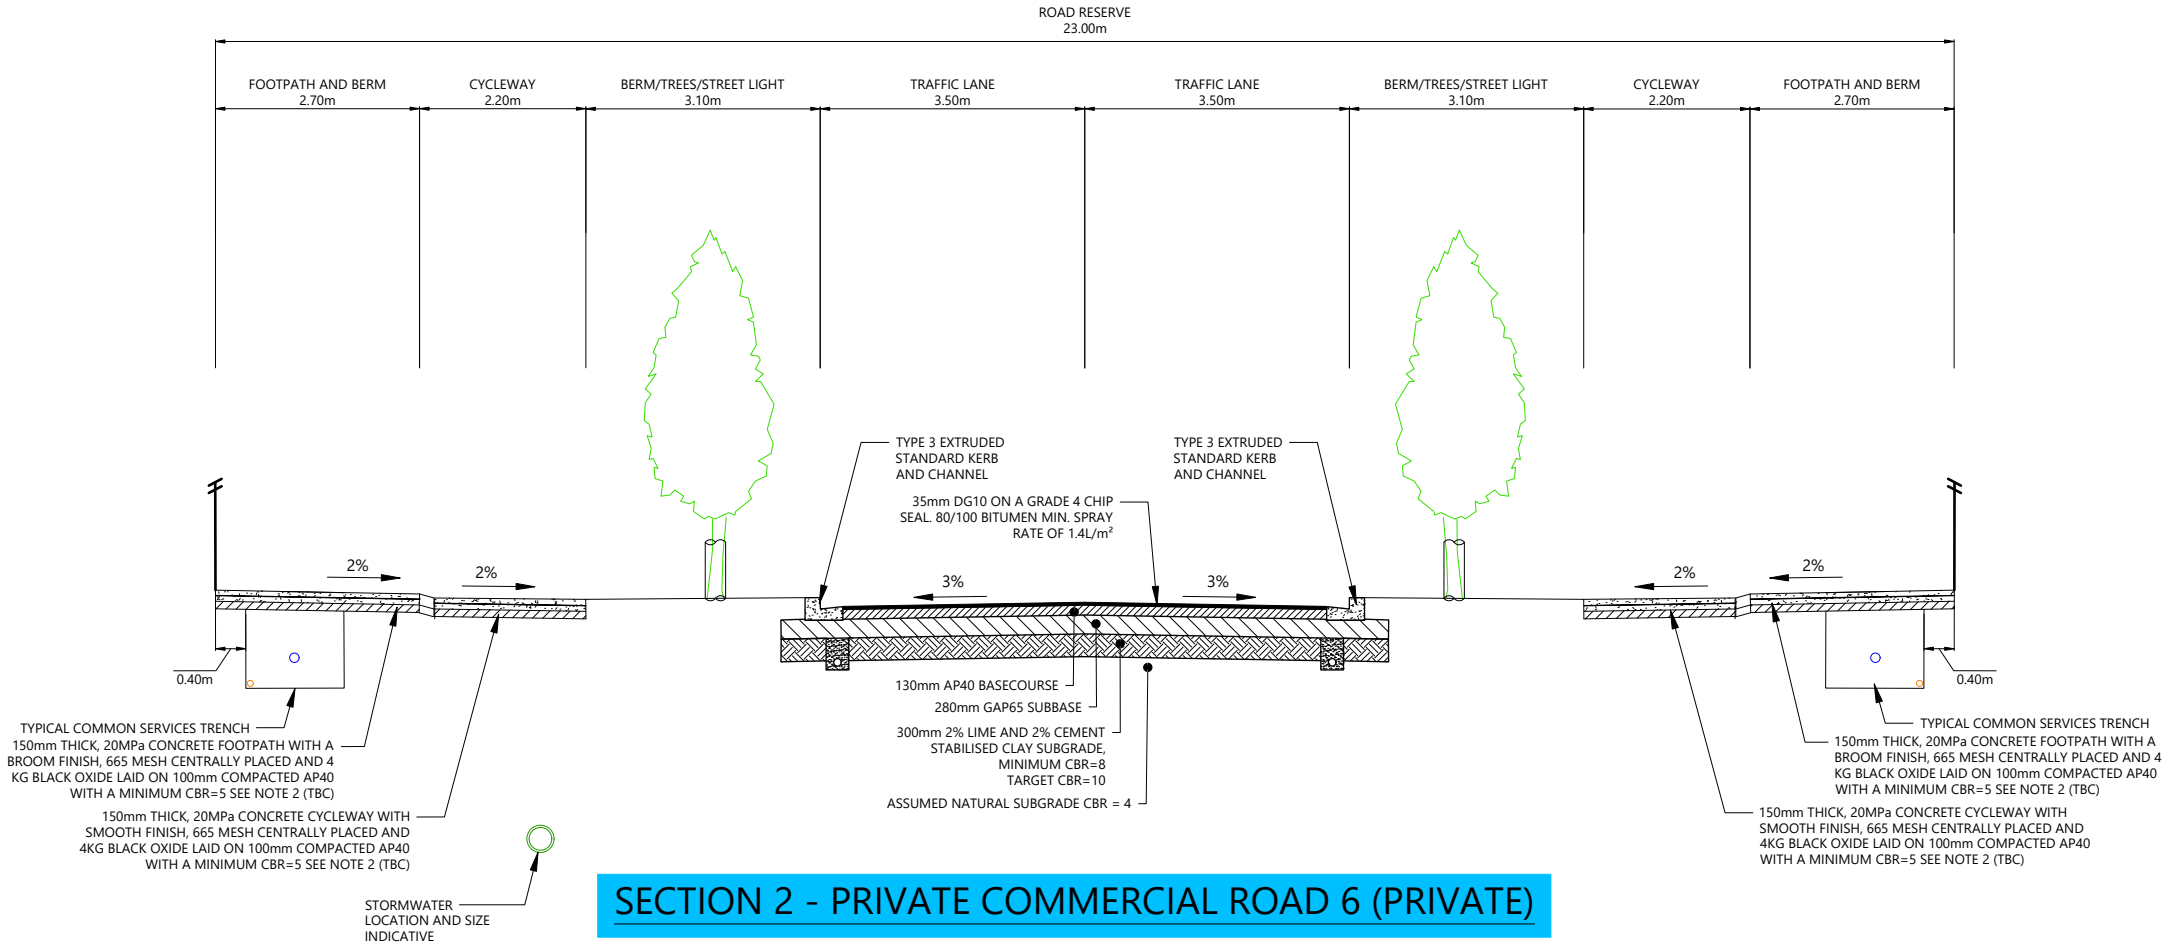 ROAD RESERVE
23.00m
FOOTPATH AND BERM
2.70m
CYCLEWAY
2.20m
BERM/TREES/STREET LIGHT
3.10m
TRAFFIC LANE
3.50m
TRAFFIC LANE
3.50m
BERM/TREES/STREET LIGHT
3.10m
CYCLEWAY
2.20m
FOOTPATH AND BERM
2.70m
TYPE 3 EXTRUDED
STANDARD KERB
AND CHANNEL
TYPE 3 EXTRUDED
STANDARD KERB
AND CHANNEL
35mm DG10 ON A GRADE 4 CHIP
SEAL. 80/100 BITUMEN MIN. SPRAY
RATE OF 1.4L/m²
2%
2%
3%
3%
2%
2%
0.40m
0.40m
130mm AP40 BASECOURSE
280mm GAP65 SUBBASE
300mm 2% LIME AND 2% CEMENT
STABILISED CLAY SUBGRADE,
MINIMUM CBR=8
TARGET CBR=10
ASSUMED NATURAL SUBGRADE CBR = 4
TYPICAL COMMON SERVICES TRENCH
150mm THICK, 20MPa CONCRETE FOOTPATH WITH A
BROOM FINISH, 665 MESH CENTRALLY PLACED AND 4
KG BLACK OXIDE LAID ON 100mm COMPACTED AP40
WITH A MINIMUM CBR=5 SEE NOTE 2 (TBC)
150mm THICK, 20MPa CONCRETE CYCLEWAY WITH
SMOOTH FINISH, 665 MESH CENTRALLY PLACED AND
4KG BLACK OXIDE LAID ON 100mm COMPACTED AP40
WITH A MINIMUM CBR=5 SEE NOTE 2 (TBC)
TYPICAL COMMON SERVICES TRENCH
150mm THICK, 20MPa CONCRETE FOOTPATH WITH A
BROOM FINISH, 665 MESH CENTRALLY PLACED AND 4
KG BLACK OXIDE LAID ON 100mm COMPACTED AP40
WITH A MINIMUM CBR=5 SEE NOTE 2 (TBC)
150mm THICK, 20MPa CONCRETE CYCLEWAY WITH
SMOOTH FINISH, 665 MESH CENTRALLY PLACED AND
4KG BLACK OXIDE LAID ON 100mm COMPACTED AP40
WITH A MINIMUM CBR=5 SEE NOTE 2 (TBC)
STORMWATER
LOCATION AND SIZE
INDICATIVE
SECTION 2 - PRIVATE COMMERCIAL ROAD 6 (PRIVATE)